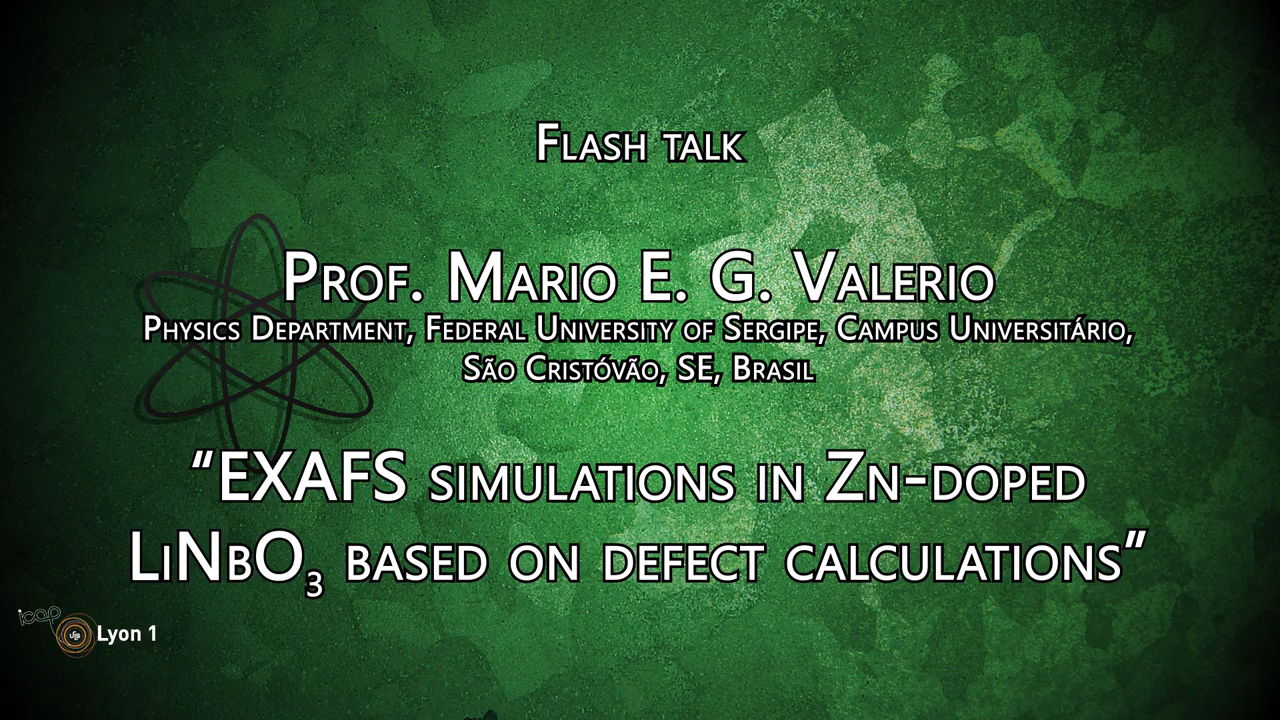 Flash talk
Prof. Mario E. G. Valerio
Physics Department, Federal University of Sergipe, Campus Universitário,
São Cristóvão, SE, Brasil
“EXAFS simulations in Zn-doped
LiNbO₃ based on defect calculations”
icap
Lyon 1